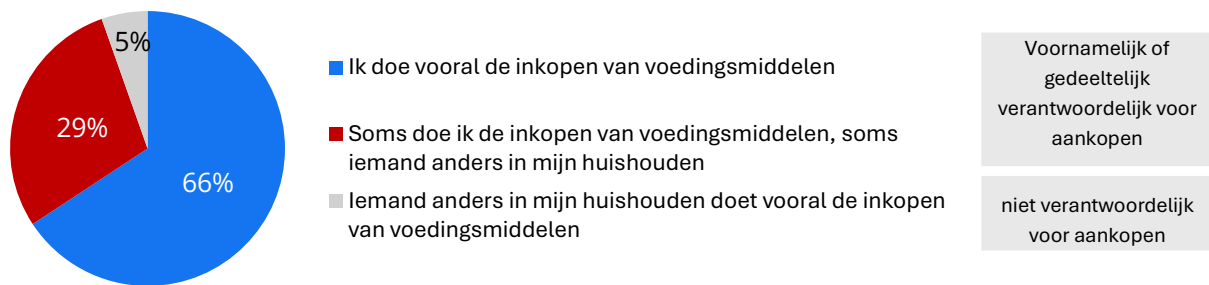 5%
29%
66%
Ik doe vooral de inkopen van voedingsmiddelen
Soms doe ik de inkopen van voedingsmiddelen, soms
iemand anders in mijn huishouden
Iemand anders in mijn huishouden doet vooral de inkopen
van voedingsmiddelen
Voornamelijk of
gedeeltelijk
verantwoordelijk voor
aankopen
niet verantwoordelijk
voor aankopen